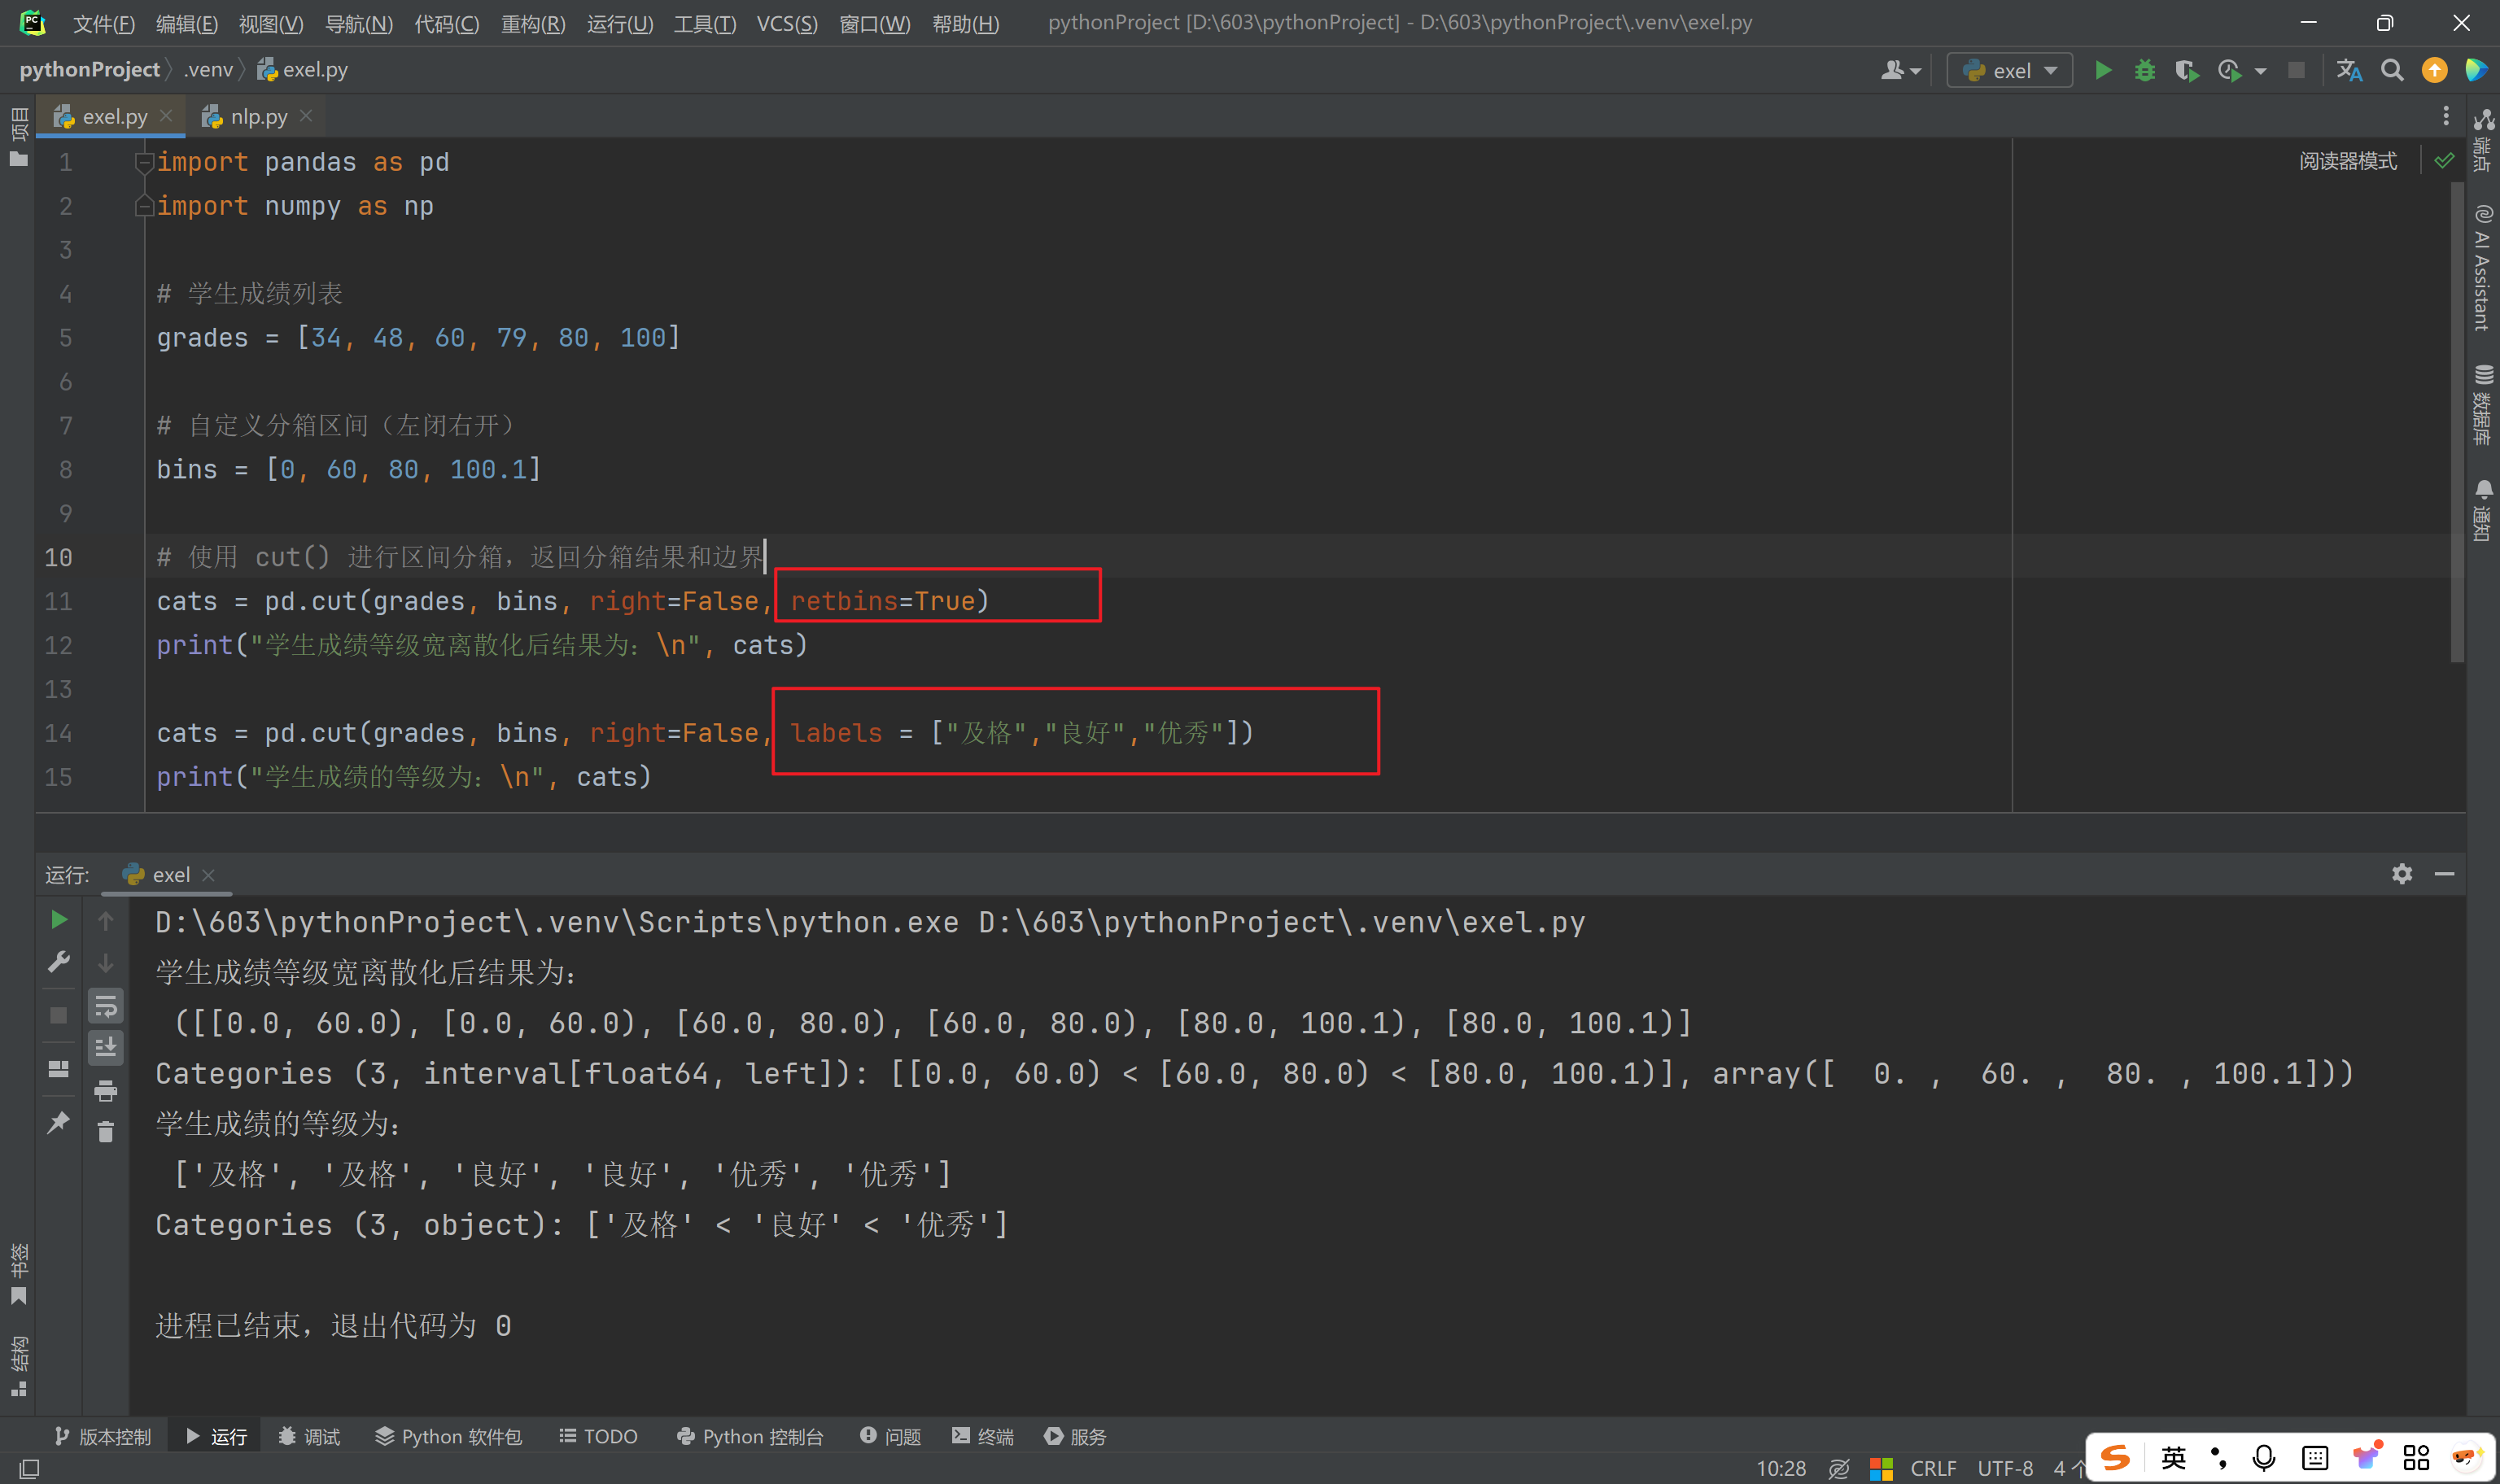 文件(F) 编辑(E) 视图(V) 导航(N) 代码(C) 重构(R) 运行(U) 工具(T) VCS(S) 窗口(W) 帮助(H) pythonProject [D:\603\pythonProject] - D:\603\pythonProject\.venv\exel.py
pythonProject .venv exel.py exel
exel.py nlp.py
项目
阅读器模式
1 import pandas as pd
2 import numpy as np
3
4 # 学生成绩列表
5 grades = [34, 48, 60, 79, 80, 100]
6
7 # 自定义分箱区间（左闭右开）
8 bins = [0, 60, 80, 100.1]
9
10 # 使用 cut() 进行区间分箱，返回分箱结果和边界
11 cats = pd.cut(grades, bins, right=False, retbins=True)
12 print("学生成绩等级宽离散化后结果为：\n", cats)
13
14 cats = pd.cut(grades, bins, right=False, labels = ["及格","良好","优秀"])
15 print("学生成绩的等级为：\n", cats)
端点
AI Assistant
数据库
通知
运行: exel
D:\603\pythonProject\.venv\Scripts\python.exe D:\603\pythonProject\.venv\exel.py
学生成绩等级宽离散化后结果为：
([[0.0, 60.0), [0.0, 60.0), [60.0, 80.0), [60.0, 80.0), [80.0, 100.1), [80.0, 100.1)]
Categories (3, interval[float64, left]): [[0.0, 60.0) < [60.0, 80.0) < [80.0, 100.1)], array([  0. ,  60. ,  80. , 100.1]))
学生成绩的等级为：
['及格', '及格', '良好', '良好', '优秀', '优秀']
Categories (3, object): ['及格' < '良好' < '优秀']
进程已结束，退出代码为 0
书签
结构
版本控制 运行 调试 Python 软件包 TODO Python 控制台 问题 终端 服务
10:28 CRLF UTF-8 4 个
英